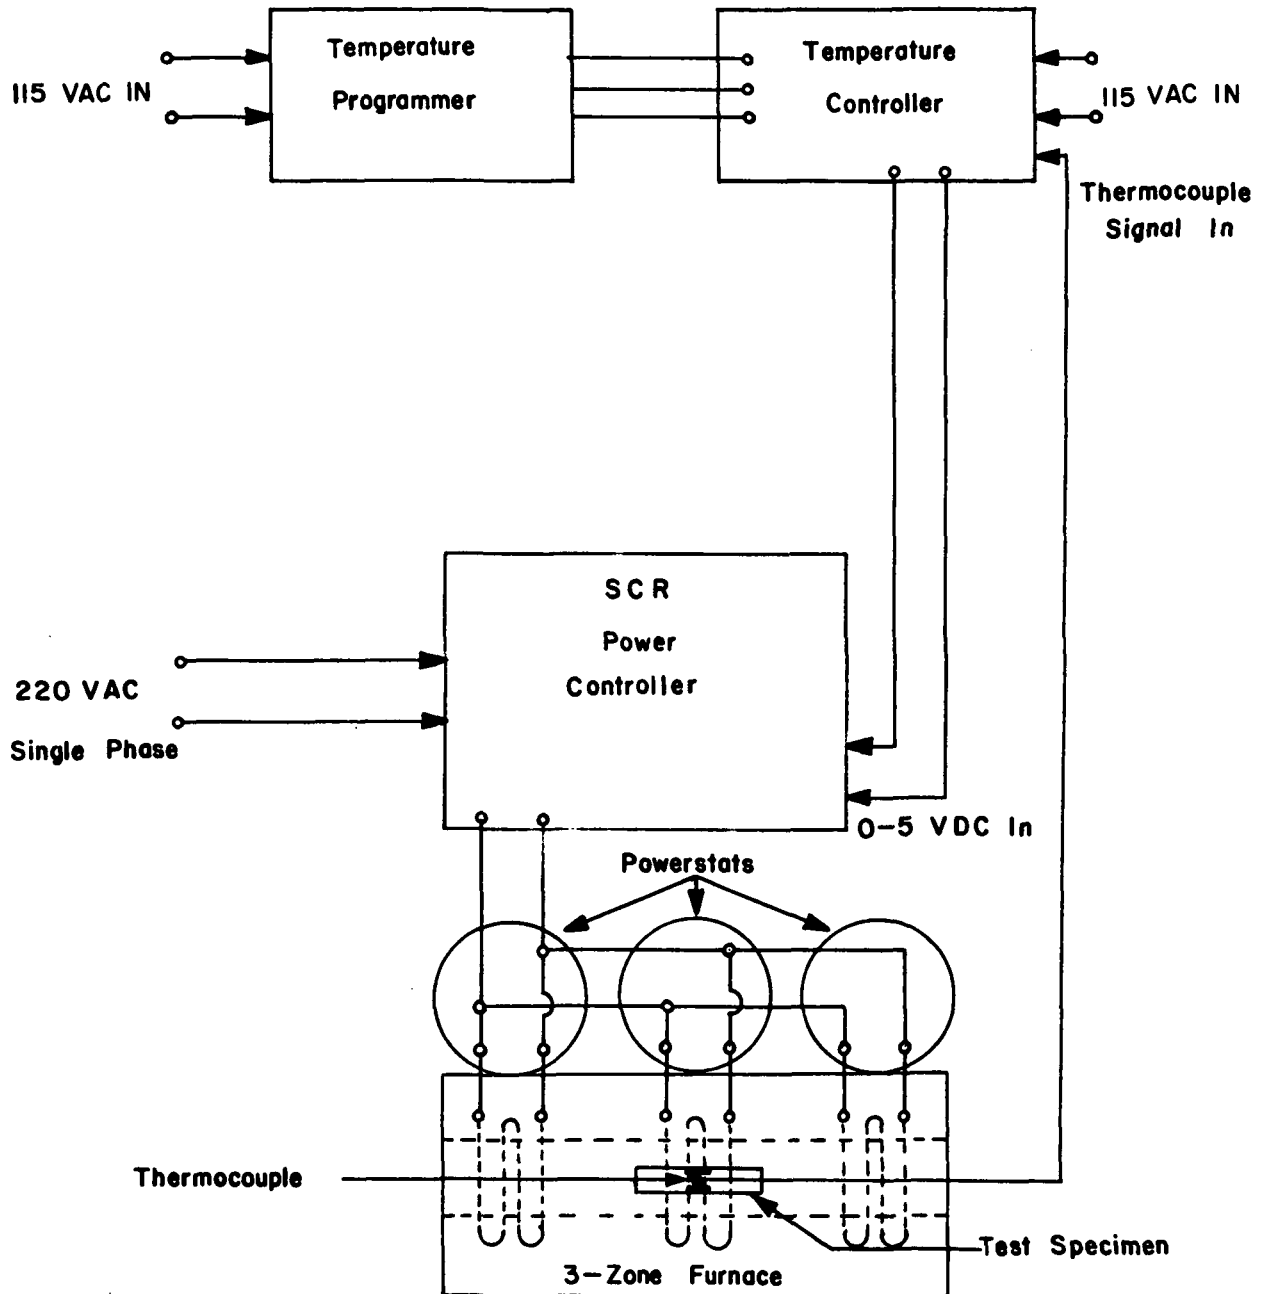 Temperature
Programmer
Temperature
Controller
115 VAC IN
115 VAC IN
Thermocouple
Signal In
SCR
Power
Controller
220 VAC
Single Phase
0-5 VDC In
Powerstats
Thermocouple
Test Specimen
3-Zone Furnace